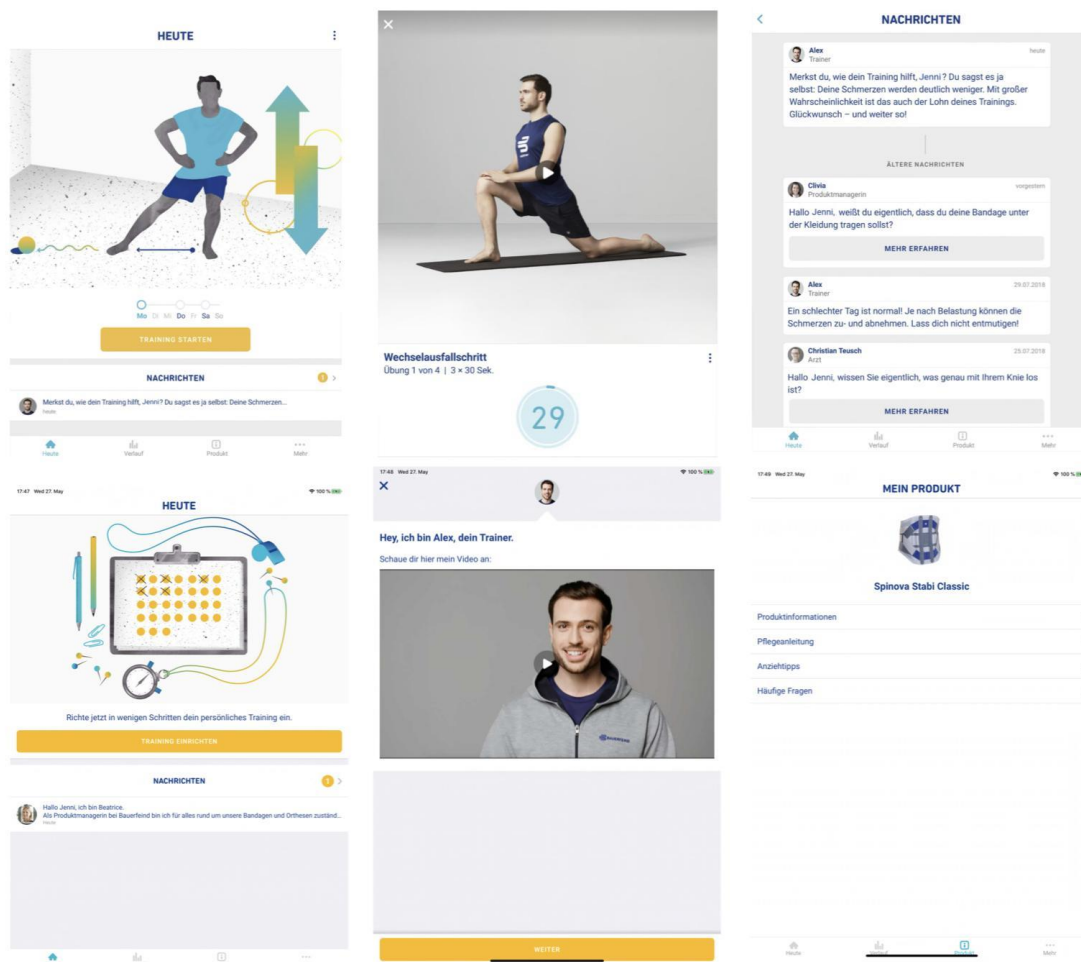 HEUTE
Mo Di Mi Do Fr Sa So
TRAINING STARTEN
NACHRICHTEN
1
Merkst du, wie dein Training hilft, Jenni? Du sagst es ja selbst: Deine Schmerzen...
heute
Heute Verlauf Produkt Mehr
Wechselausfallschritt
Übung 1 von 4 | 3 × 30 Sek.
29
NACHRICHTEN
Alex
heute
Trainer
Merkst du, wie dein Training hilft, Jenni? Du sagst es ja
selbst: Deine Schmerzen werden deutlich weniger. Mit großer
Wahrscheinlichkeit ist das auch der Lohn deines Trainings.
Glückwunsch – und weiter so!
ÄLTERE NACHRICHTEN
Clivia
vorgestern
Produktmanagerin
Hallo Jenni, weißt du eigentlich, dass du deine Bandage unter
der Kleidung tragen sollst?
MEHR ERFAHREN
Alex
29.07.2018
Trainer
Ein schlechter Tag ist normal! Je nach Belastung können die
Schmerzen zu- und abnehmen. Lass dich nicht entmutigen!
Christian Teusch
25.07.2018
Arzt
Hallo Jenni, wissen Sie eigentlich, was genau mit Ihrem Knie los
ist?
MEHR ERFAHREN
Heute Verlauf Produkt Mehr
17:47 Wed 27. May
100 %
HEUTE
Richte jetzt in wenigen Schritten dein persönliches Training ein.
TRAINING EINRICHTEN
NACHRICHTEN
1
Hallo Jenni, ich bin Beatrice.
Als Produktmanagerin bei Bauerfeind bin ich für alles rund um unsere Bandagen und Orthesen zuständ...
Heute
17:48 Wed 27. May
100 %
Hey, ich bin Alex, dein Trainer.
Schaue dir hier mein Video an:
BAUERFEIND
WEITER
17:49 Wed 27. May
100 %
MEIN PRODUKT
Spinova Stabi Classic
Produktinformationen
Pflegeanleitung
Anziehtipps
Häufige Fragen
Heute Verlauf Produkt Mehr